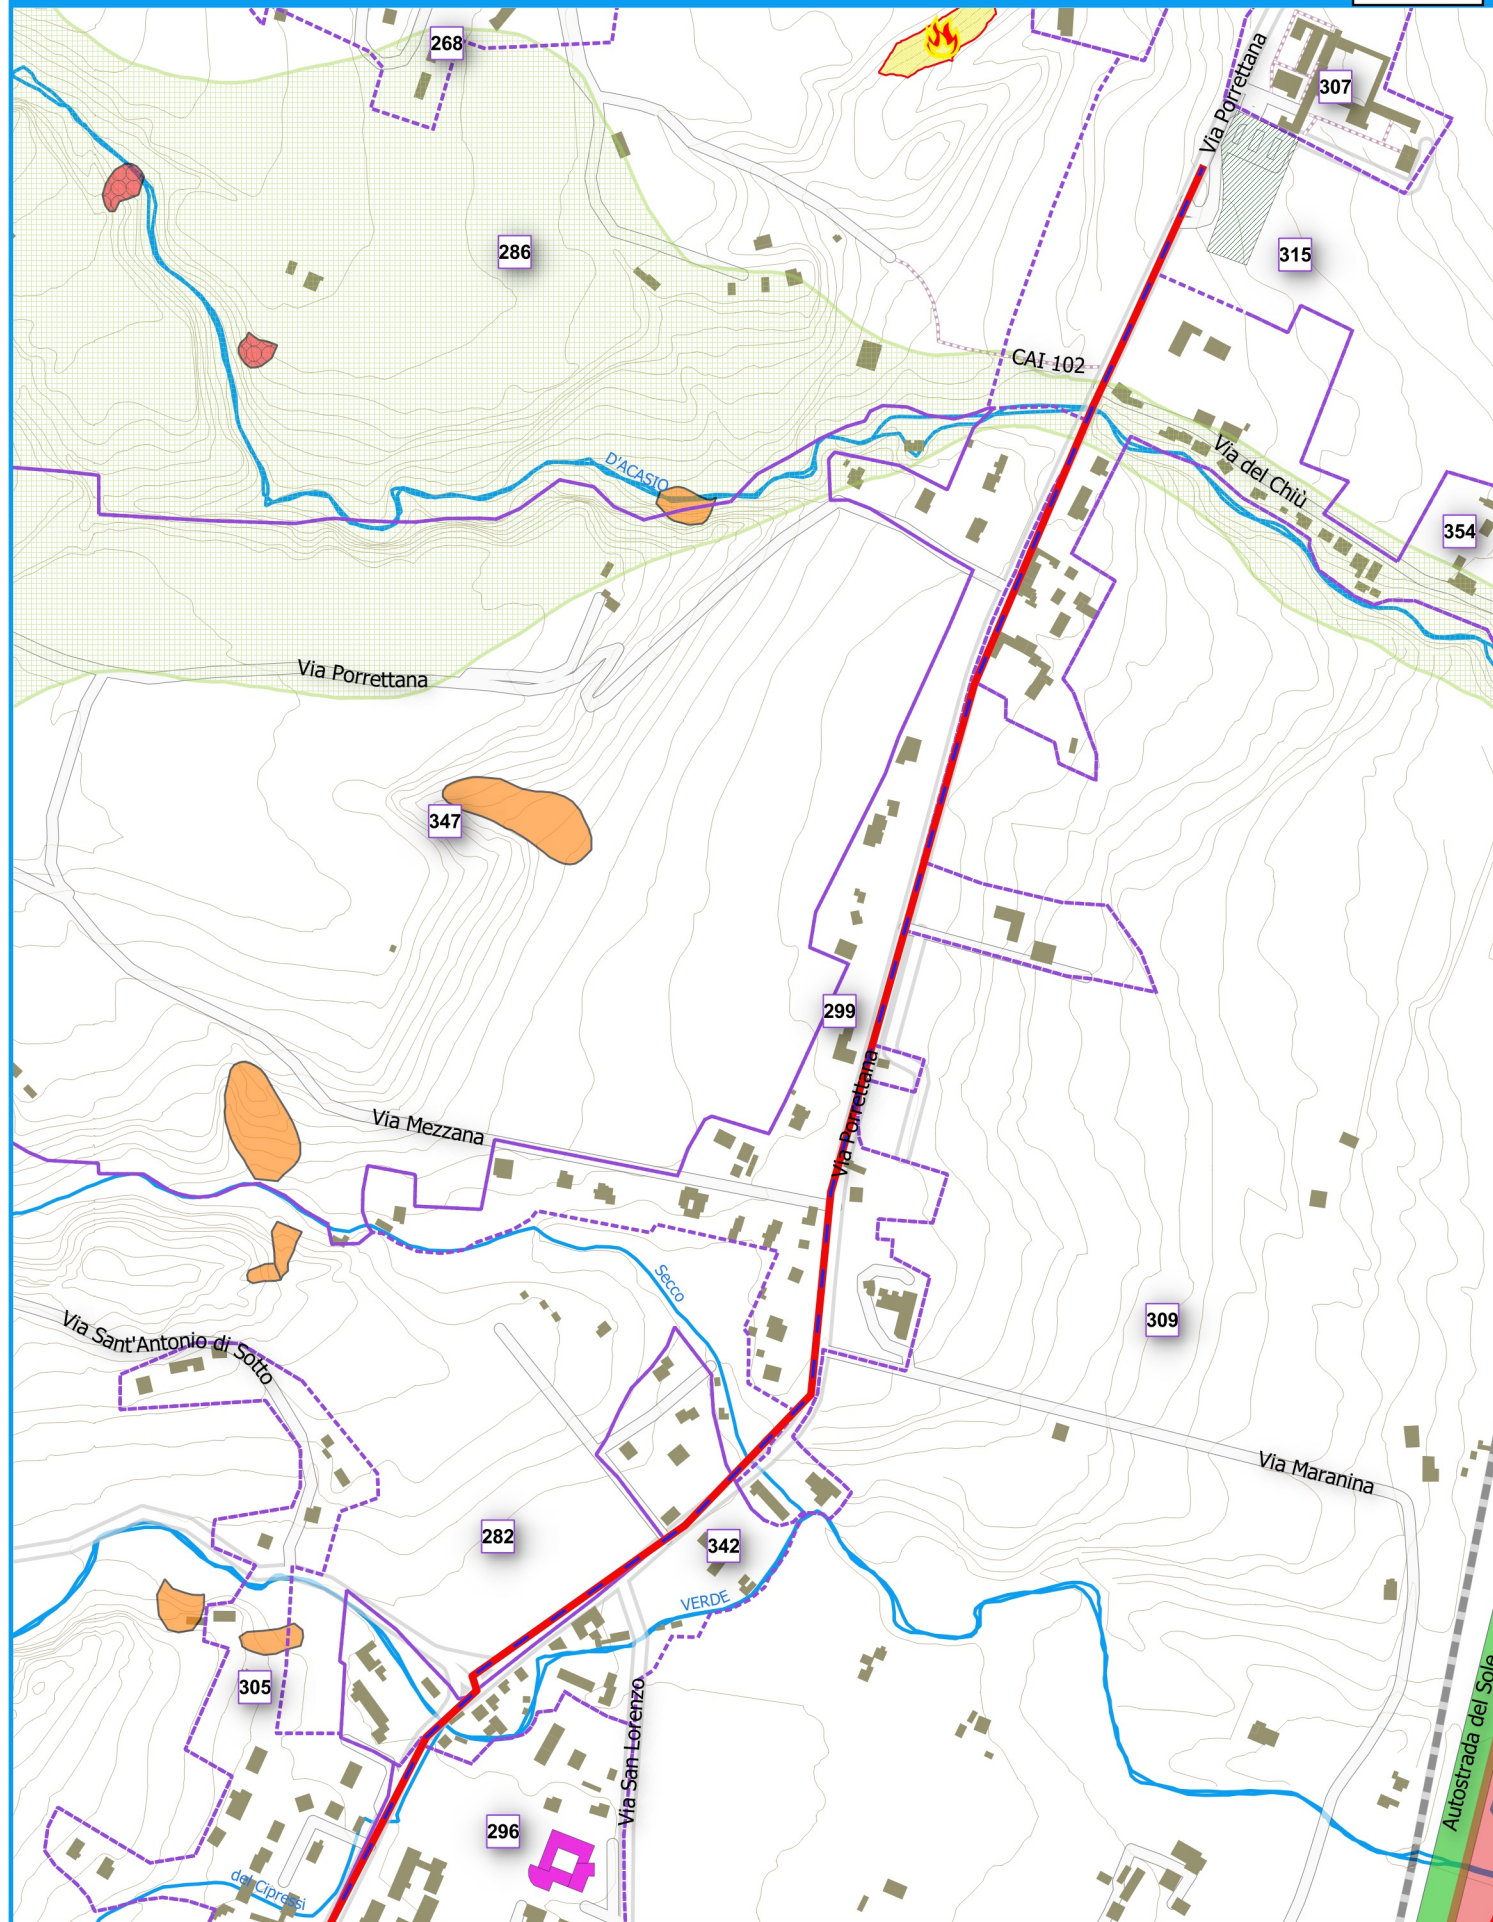 268
Via Porrettana
307
286
315
CAI 102
Via del Chiù
D'ACASIO
354
Via Porrettana
347
299
Via Porrettana
Via Mezzana
Secco
309
Via Sant'Antonio di Sotto
Via Maranina
282
342
VERDE
305
Via San Lorenzo
Autostrada del Sole
296
dei Cipressi